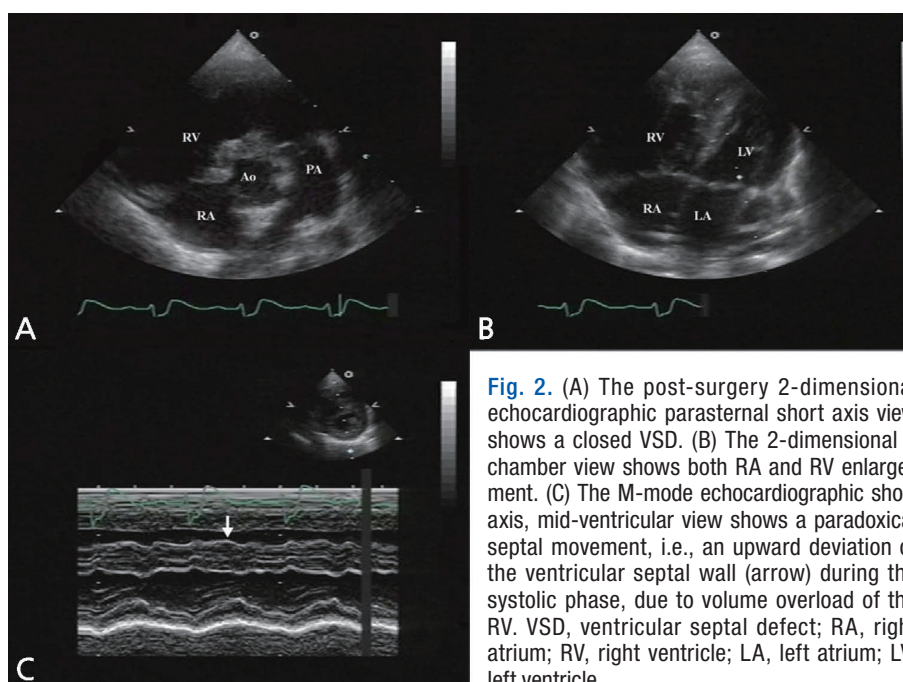 RV
Ao
PA
RA
A
RV
LV
RA
LA
B
C
Fig. 2. (A) The post-surgery 2-dimensiona
echocardiographic parasternal short axis view
shows a closed VSD. (B) The 2-dimensional
chamber view shows both RA and RV enlarge
ment. (C) The M-mode echocardiographic sho
axis, mid-ventricular view shows a paradoxica
septal movement, i.e., an upward deviation o
the ventricular septal wall (arrow) during th
systolic phase, due to volume overload of th
RV. VSD, ventricular septal defect; RA, righ
atrium; RV, right ventricle; LA, left atrium; LV
left ventricle